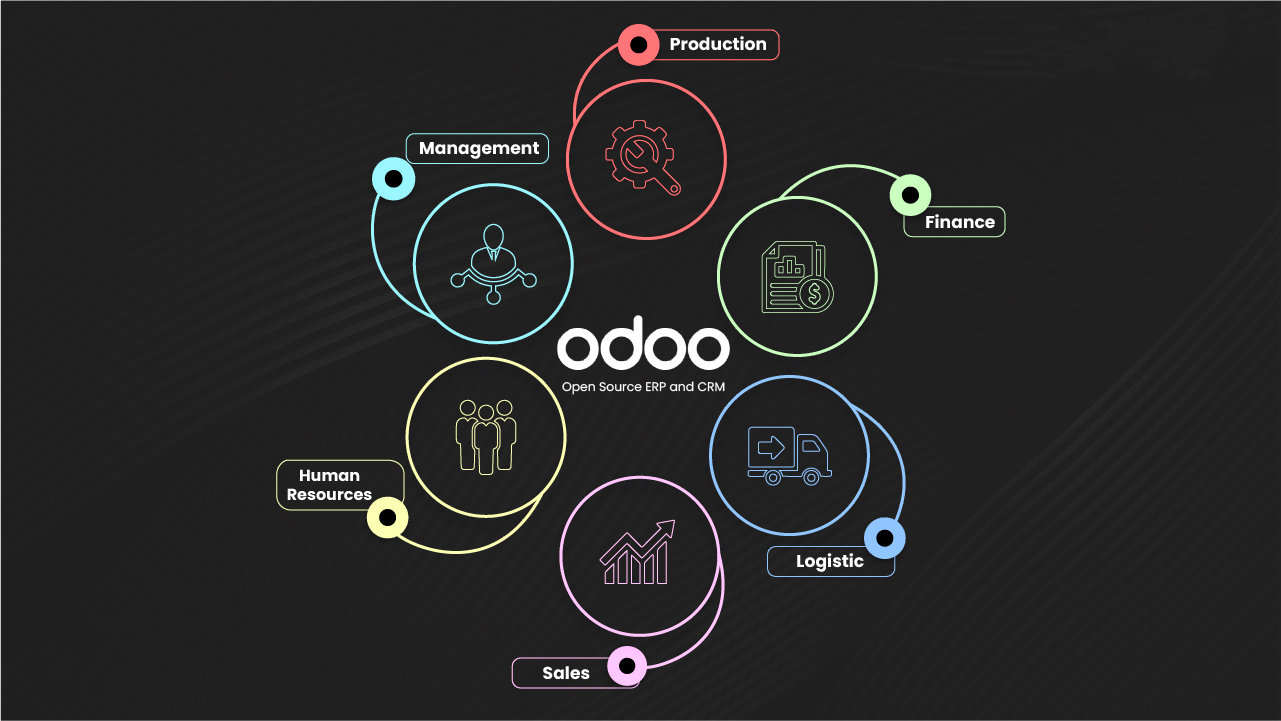 Production
Management
Finance
odoo
Open Source ERP and CRM
Human
Resources
Logistic
Sales
$